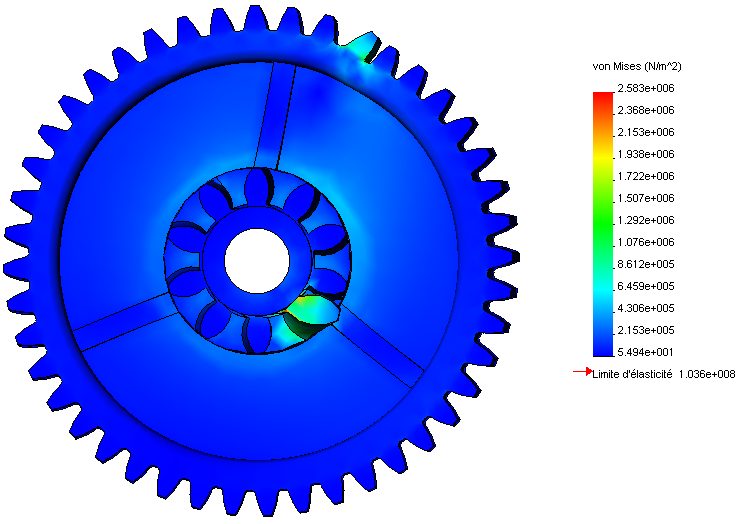 von Mises (N/m^2)
2.583e+006
2.368e+006
2.153e+006
1.938e+006
1.722e+006
1.507e+006
1.292e+006
1.076e+006
8.612e+005
6.459e+005
4.306e+005
2.153e+005
5.494e+001
Limite d'élasticité 1.036e+008